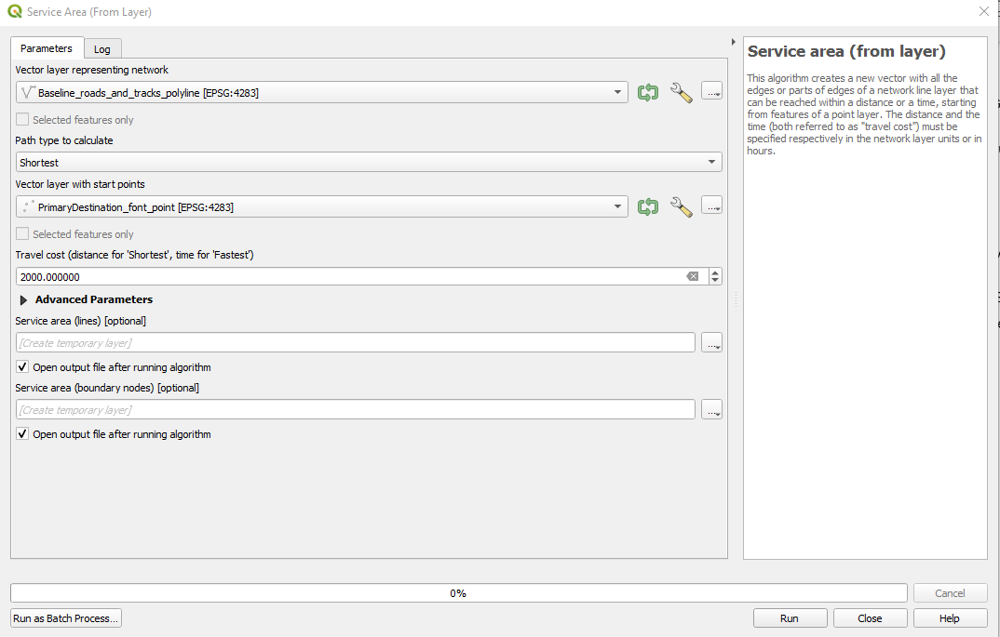 Service Area (From Layer)
Parameters
Log
Vector layer representing network
Baseline_roads_and_tracks_polyline [EPSG:4283]
...
Selected features only
Path type to calculate
Shortest
Vector layer with start points
PrimaryDestination_font_point [EPSG:4283]
...
Selected features only
Travel cost (distance for 'Shortest', time for 'Fastest')
2000.000000
Advanced Parameters
Service area (lines) [optional]
[Create temporary layer]
...
Open output file after running algorithm
Service area (boundary nodes) [optional]
[Create temporary layer]
...
Open output file after running algorithm
Service area (from layer)
This algorithm creates a new vector with all the
edges or parts of edges of a network line layer that
can be reached within a distance or a time, starting
from features of a point layer. The distance and the
time (both referred to as "travel cost") must be
specified respectively in the network layer units or in
hours.
0%
Cancel
Run as Batch Process...
Run
Close
Help